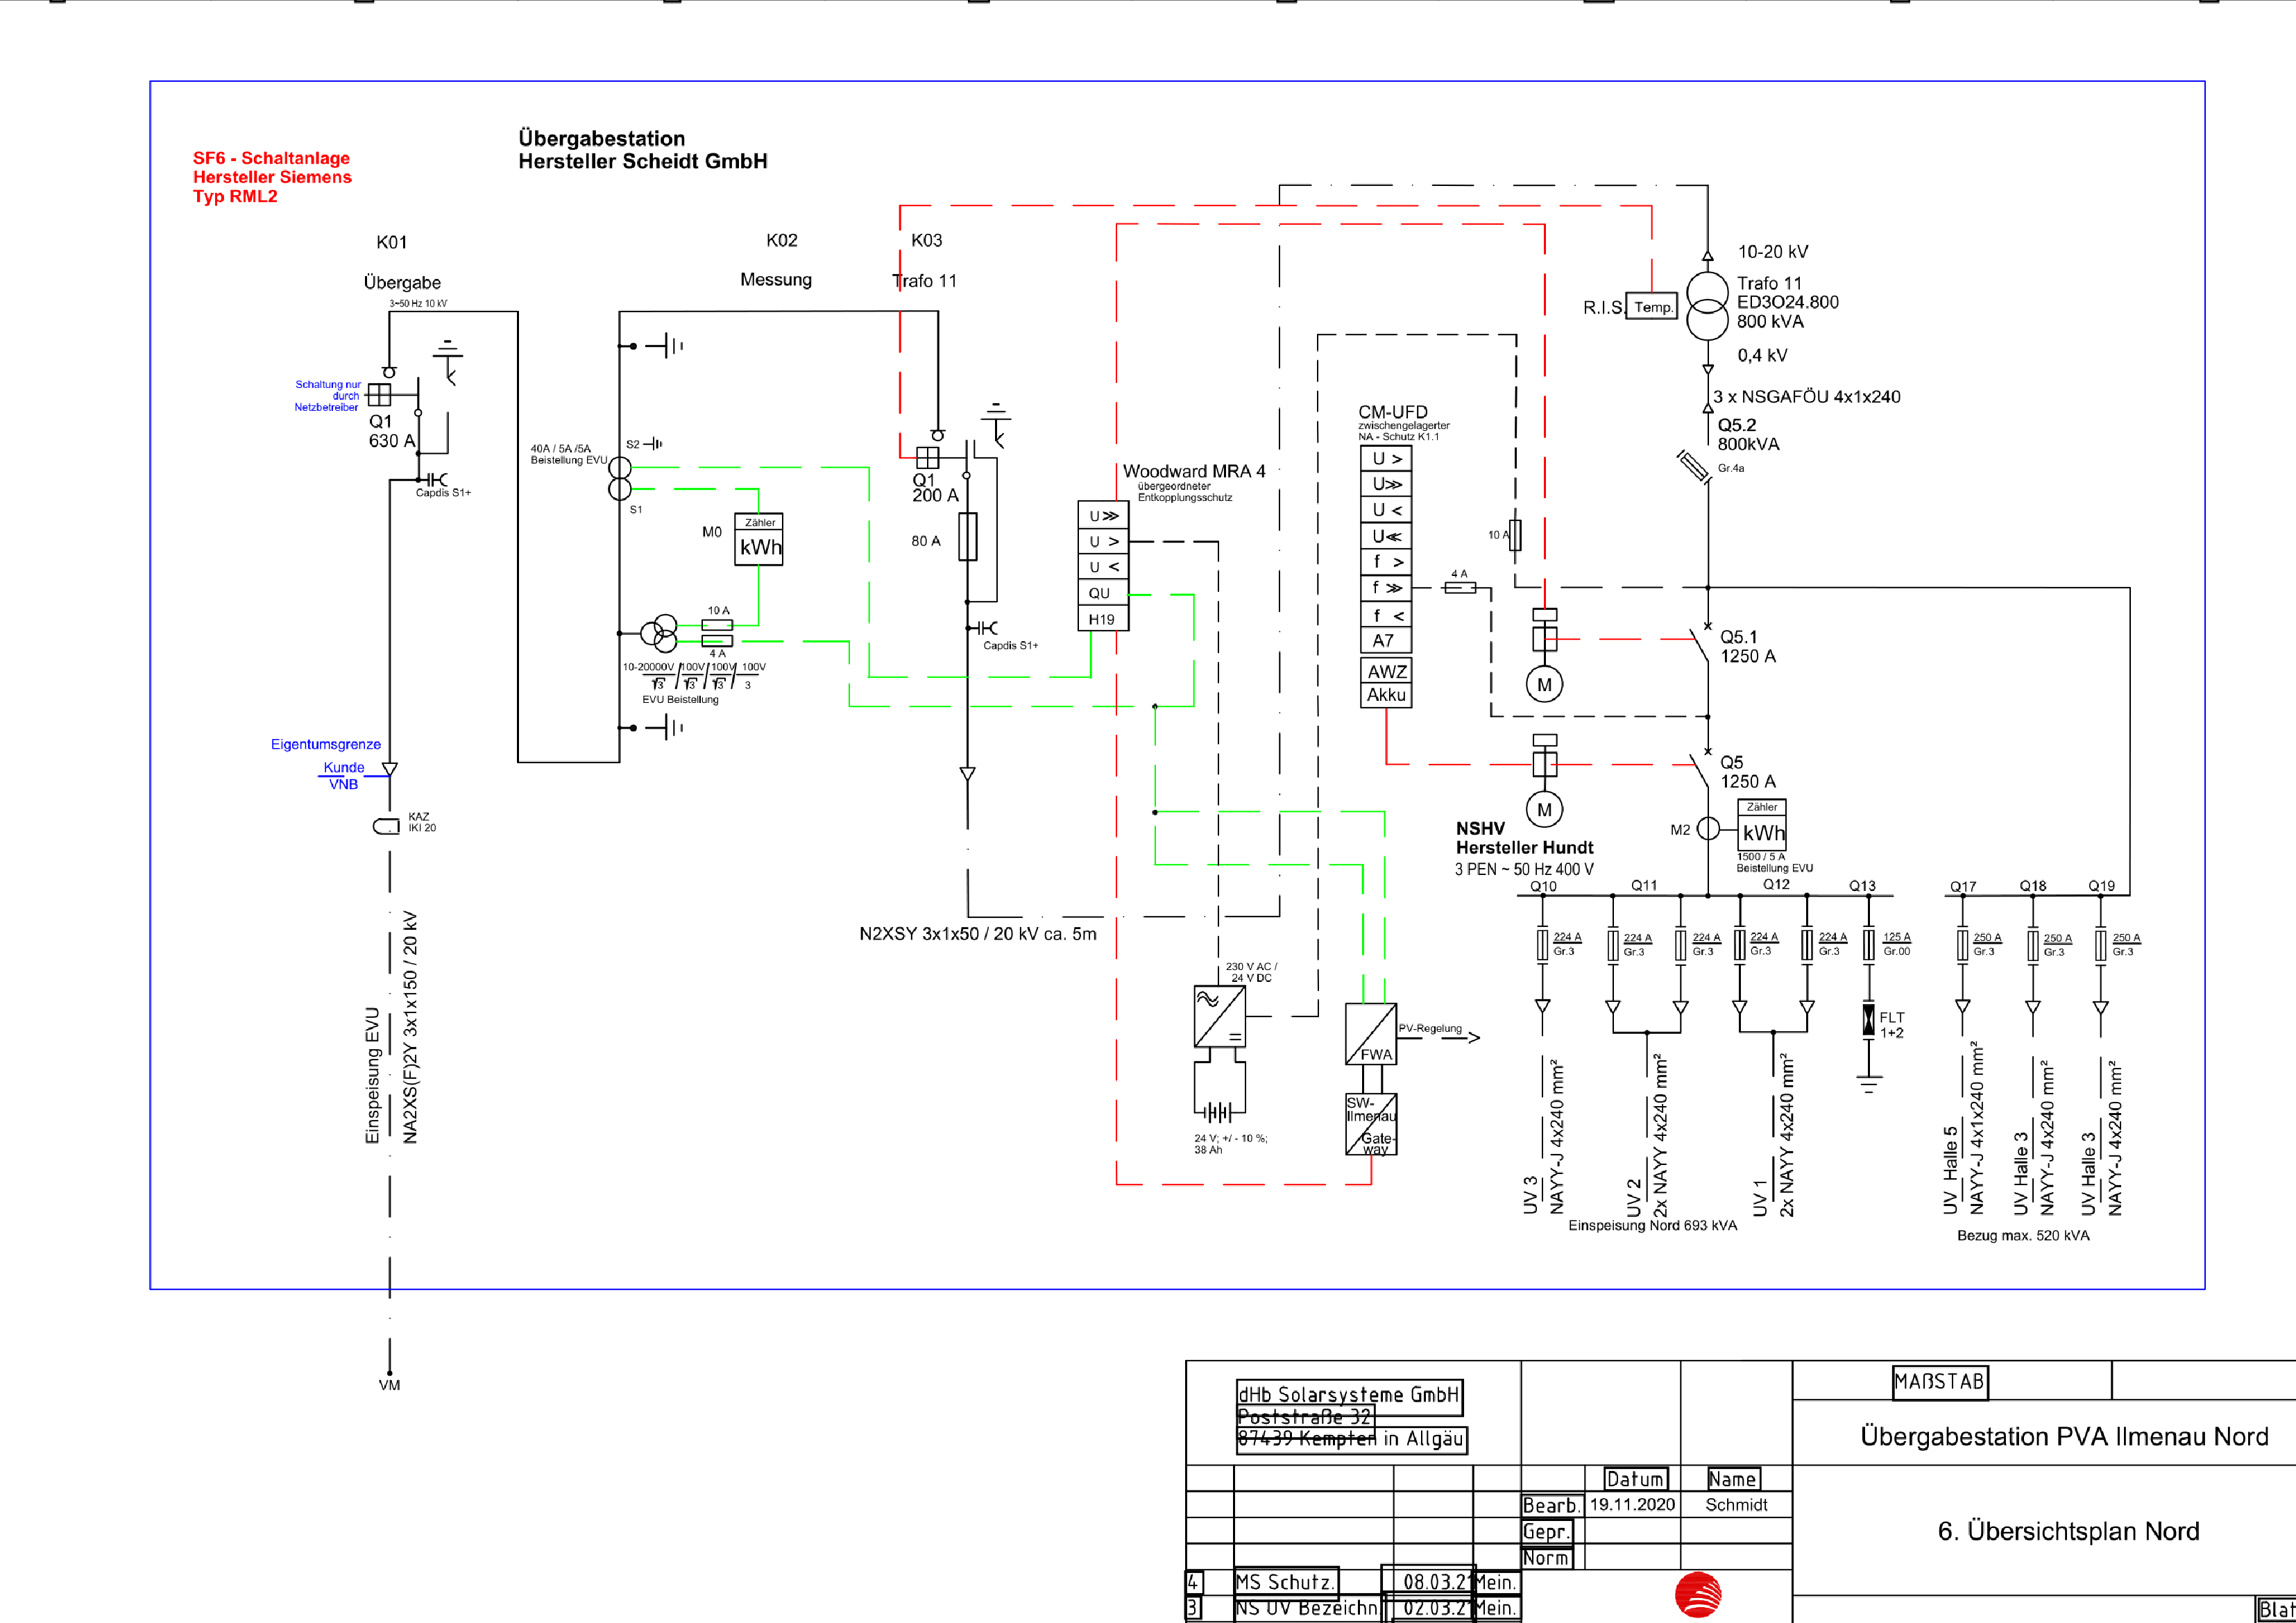 SF6 - Schaltanlage
Hersteller Siemens
Typ RML2
Übergabestation
Hersteller Scheidt GmbH
K01
Übergabe
3~50 Hz 10 kV
K02
Messung
K03
Trafo 11
Schaltung nur
durch
Netzbetreiber
Q1
630 A
Capdis S1+
40A / 5A /5A
Beistellung EVU
S2
S1
M0
Zähler
kWh
10 A
4 A
10-20000V / 100V / 100V / 100V
√3 / √3 / √3 / 3
EVU Beistellung
Q1
200 A
80 A
Capdis S1+
Eigentumsgrenze
Kunde
VNB
KAZ
IKI 20
Einspeisung EVU
NA2XS(F)2Y 3x1x150 / 20 kV
VM
N2XSY 3x1x50 / 20 kV ca. 5m
Woodward MRA 4
übergeordneter
Entkopplungsschutz
U >>
U >
U <
QU
H19
CM-UFD
zwischengelagerter
NA - Schutz K1.1
U >
U>>
U <
U<<
f >
f >>
f <
A7
AWZ
Akku
4 A
10 A
R.I.S.
Temp.
10-20 kV
Trafo 11
ED3O24.800
800 kVA
0,4 kV
3 x NSGAFÖU 4x1x240
Q5.2
800kVA
Gr.4a
Q5.1
1250 A
M
Q5
1250 A
M
M2
Zähler
kWh
1500 / 5 A
Beistellung EVU
NSHV
Hersteller Hundt
3 PEN ~ 50 Hz 400 V
Q10
Q11
Q12
Q13
Q17
Q18
Q19
224 A
Gr.3
224 A
Gr.3
224 A
Gr.3
224 A
Gr.3
224 A
Gr.3
125 A
Gr.00
250 A
Gr.3
250 A
Gr.3
250 A
Gr.3
FLT
1+2
230 V AC /
24 V DC
24 V; +/ - 10 %;
38 Ah
FWA
PV-Regelung
SW-
Ilmenau
Gate-
way
UV 3
NAYY-J 4x240 mm²
UV 2
2x NAYY 4x240 mm²
UV 1
2x NAYY 4x240 mm²
UV Halle 5
NAYY-J 4x1x240 mm²
UV Halle 3
NAYY-J 4x240 mm²
UV Halle 3
NAYY-J 4x240 mm²
Einspeisung Nord 693 kVA
Bezug max. 520 kVA
dHb Solarsysteme GmbH
Poststraße 32
87439 Kempten in Allgäu
MAßSTAB
Übergabestation PVA Ilmenau Nord
Datum Name
Bearb. 19.11.2020 Schmidt
Gepr.
Norm
6. Übersichtsplan Nord
4 MS Schutz. 08.03.21 Mein.
3 NS UV Bezeichn. 02.03.21 Mein.